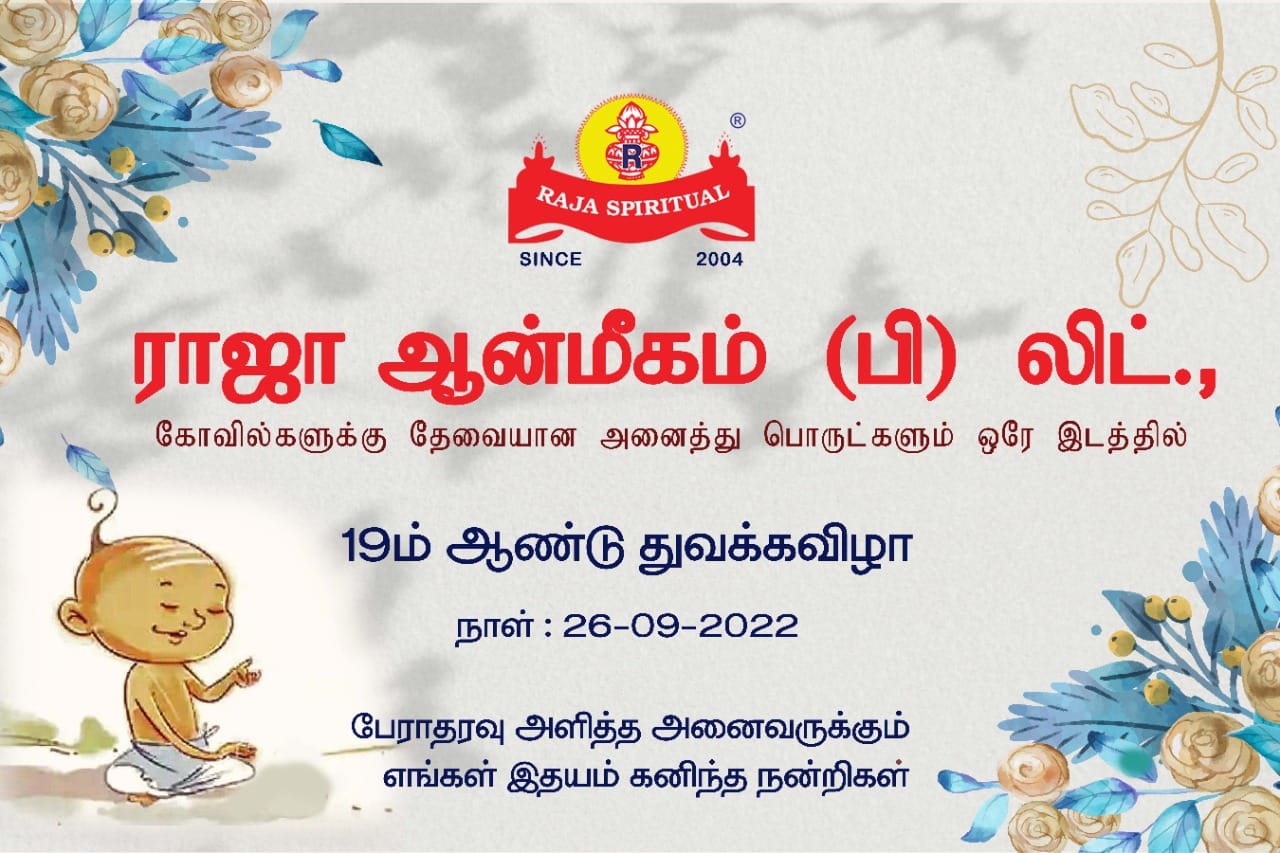 R
®
RAJA SPIRITUAL
SINCE 2004
ராஜா ஆன்மீகம் (பி) லிட்.,
கோவில்களுக்கு தேவையான அனைத்து பொருட்களும் ஒரே இடத்தில்
19ம் ஆண்டு துவக்கவிழா
நாள் : 26-09-2022
பேராதரவு அளித்த அனைவருக்கும்
எங்கள் இதயம் கனிந்த நன்றிகள்